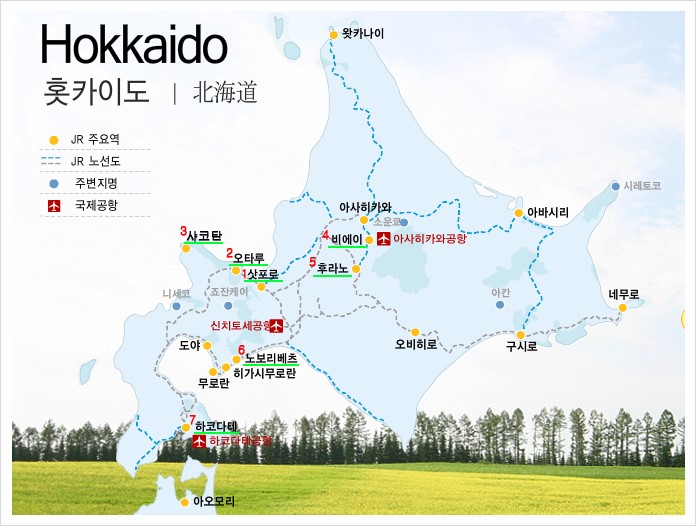 Hokkaido
홋카이도 | 北海道
JR 주요역
JR 노선도
주변지명
국제공항
왓카나이
시레토코
아사히카와
소운쿄
아바시리
3 샤코탄
4 비에이
아사히카와공항
2 오타루
5 후라노
1 삿포로
니세코
죠잔케이
아칸
네무로
신치토세공항
도야
오비히로
구시로
6 노보리베츠
히가시무로란
무로란
7 하코다테
하코다테공항
아오모리